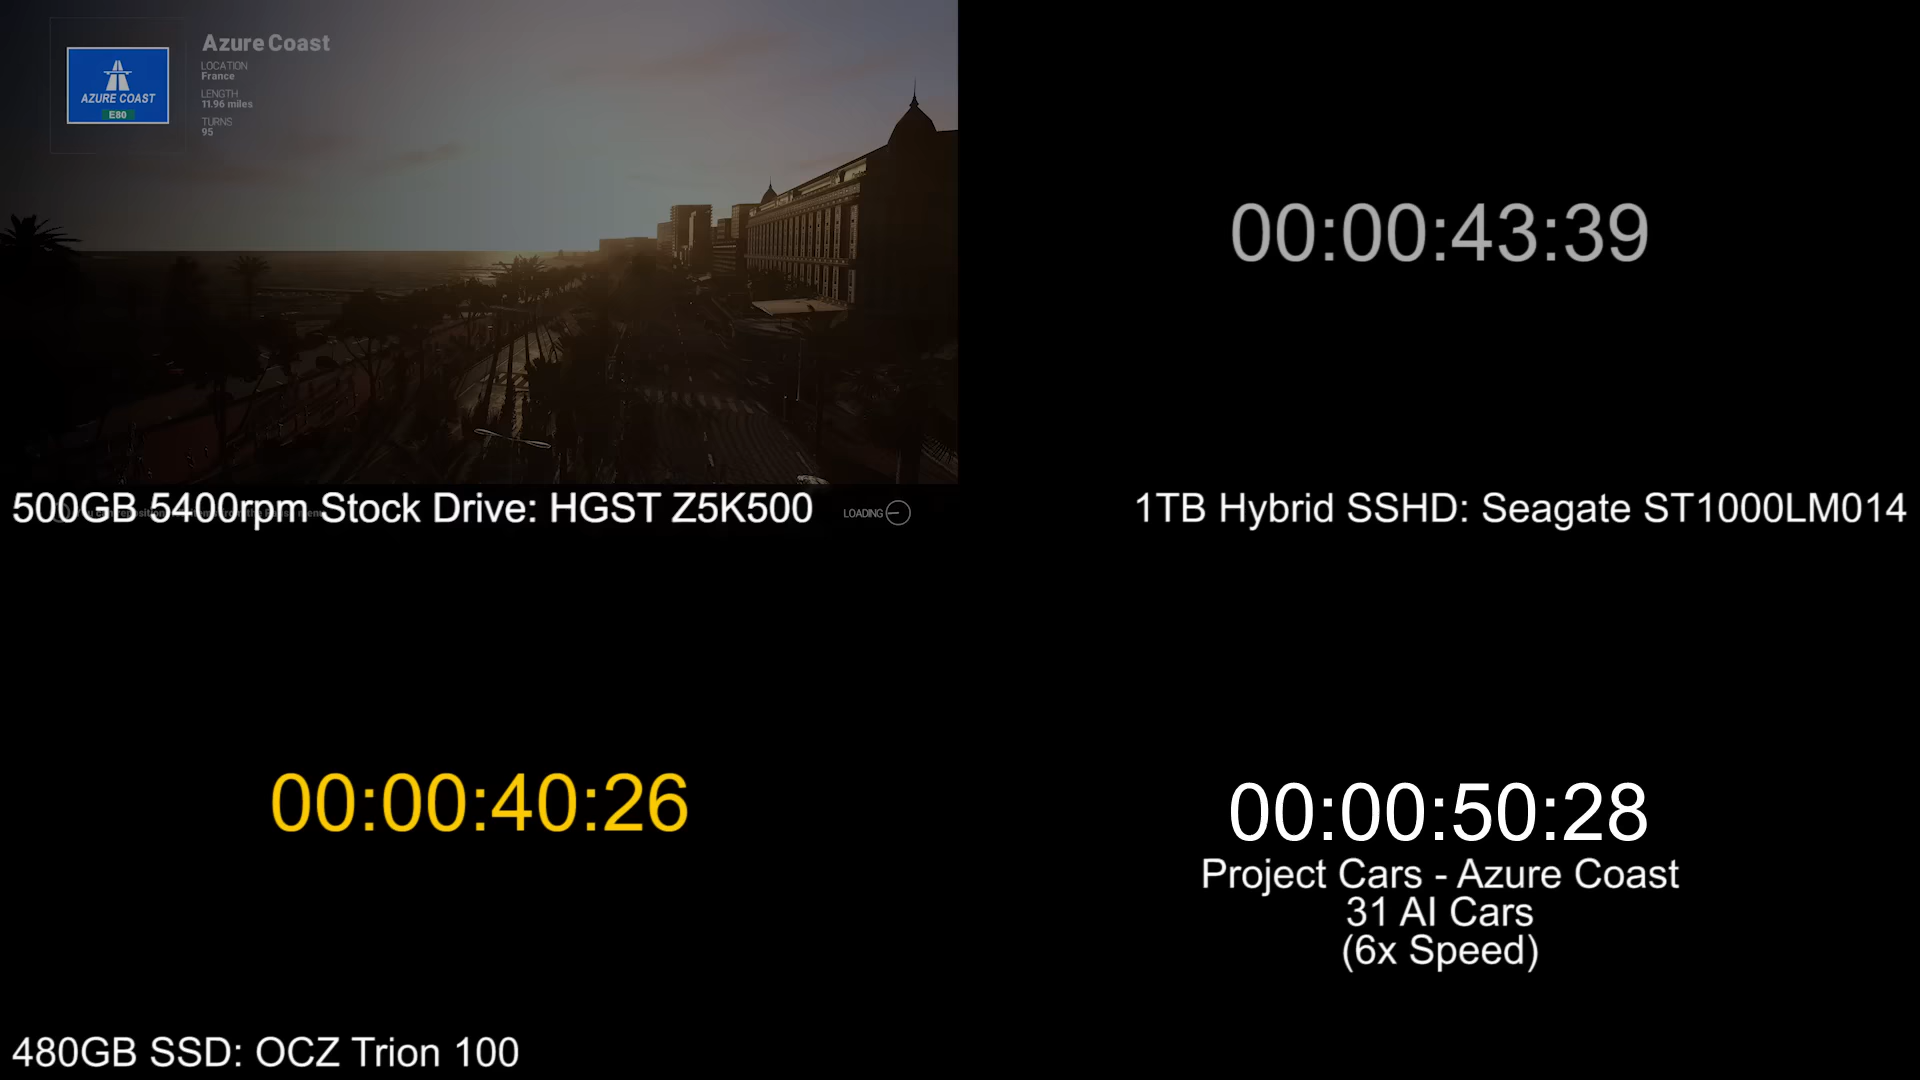 Azure Coast
LOCATION
France
LENGTH
11.96 miles
TURNS
95
AZURE COAST
E80
00:00:43:39
500GB 5400rpm Stock Drive: HGST Z5K500
LOADING
1TB Hybrid SSHD: Seagate ST1000LM014
00:00:40:26
00:00:50:28
Project Cars - Azure Coast
31 AI Cars
(6x Speed)
480GB SSD: OCZ Trion 100